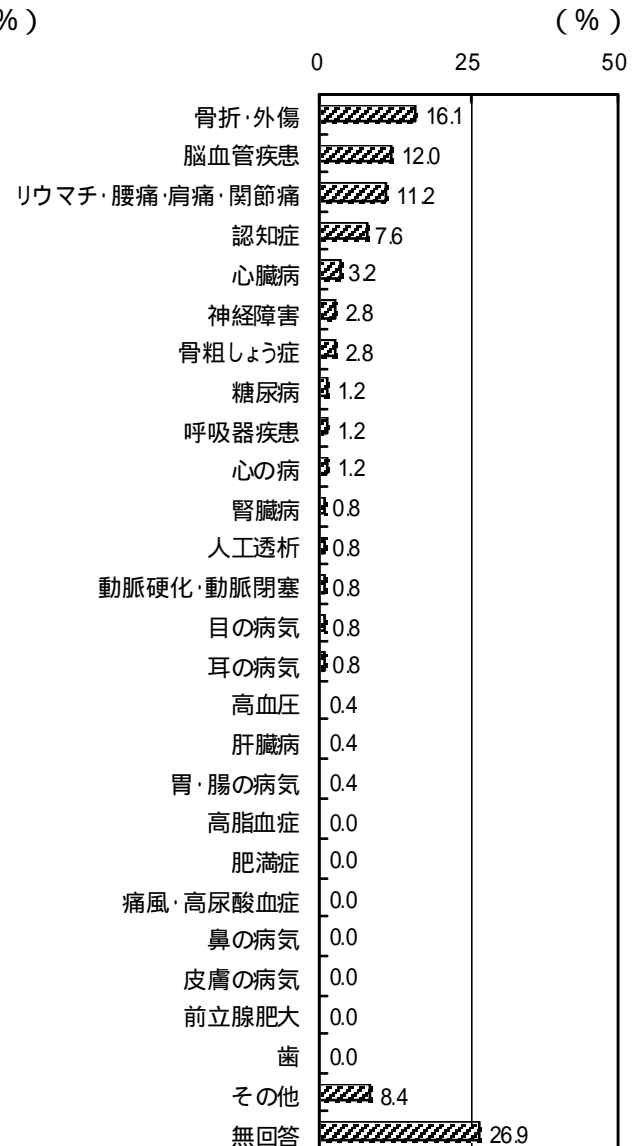 %)
(%)
0 25 50
骨折・外傷 16.1
脳血管疾患 12.0
リウマチ・腰痛・肩痛・関節痛 11.2
認知症 7.6
心臓病 3.2
神経障害 2.8
骨粗しょう症 2.8
糖尿病 1.2
呼吸器疾患 1.2
心の病 1.2
腎臓病 0.8
人工透析 0.8
動脈硬化・動脈閉塞 0.8
目の病気 0.8
耳の病気 0.8
高血圧 0.4
肝臓病 0.4
胃・腸の病気 0.4
高脂血症 0.0
肥満症 0.0
痛風・高尿酸血症 0.0
鼻の病気 0.0
皮膚の病気 0.0
前立腺肥大 0.0
歯 0.0
その他 8.4
無回答 26.9